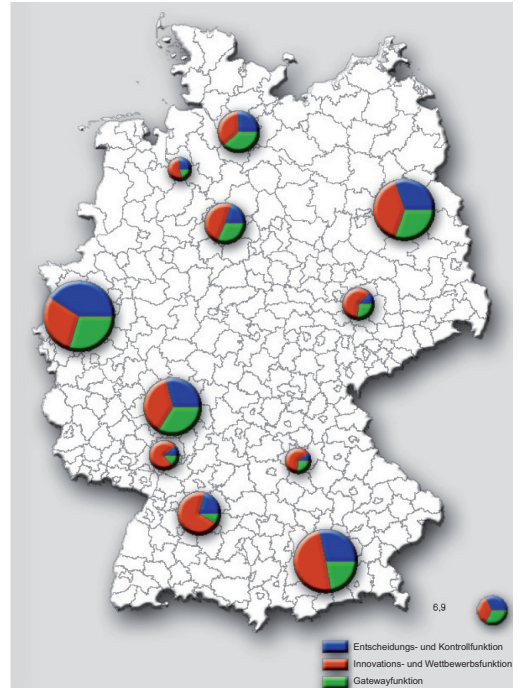 6,9
Entscheidungs- und Kontrollfunktion
Innovations- und Wettbewerbsfunktion
Gatewayfunktion